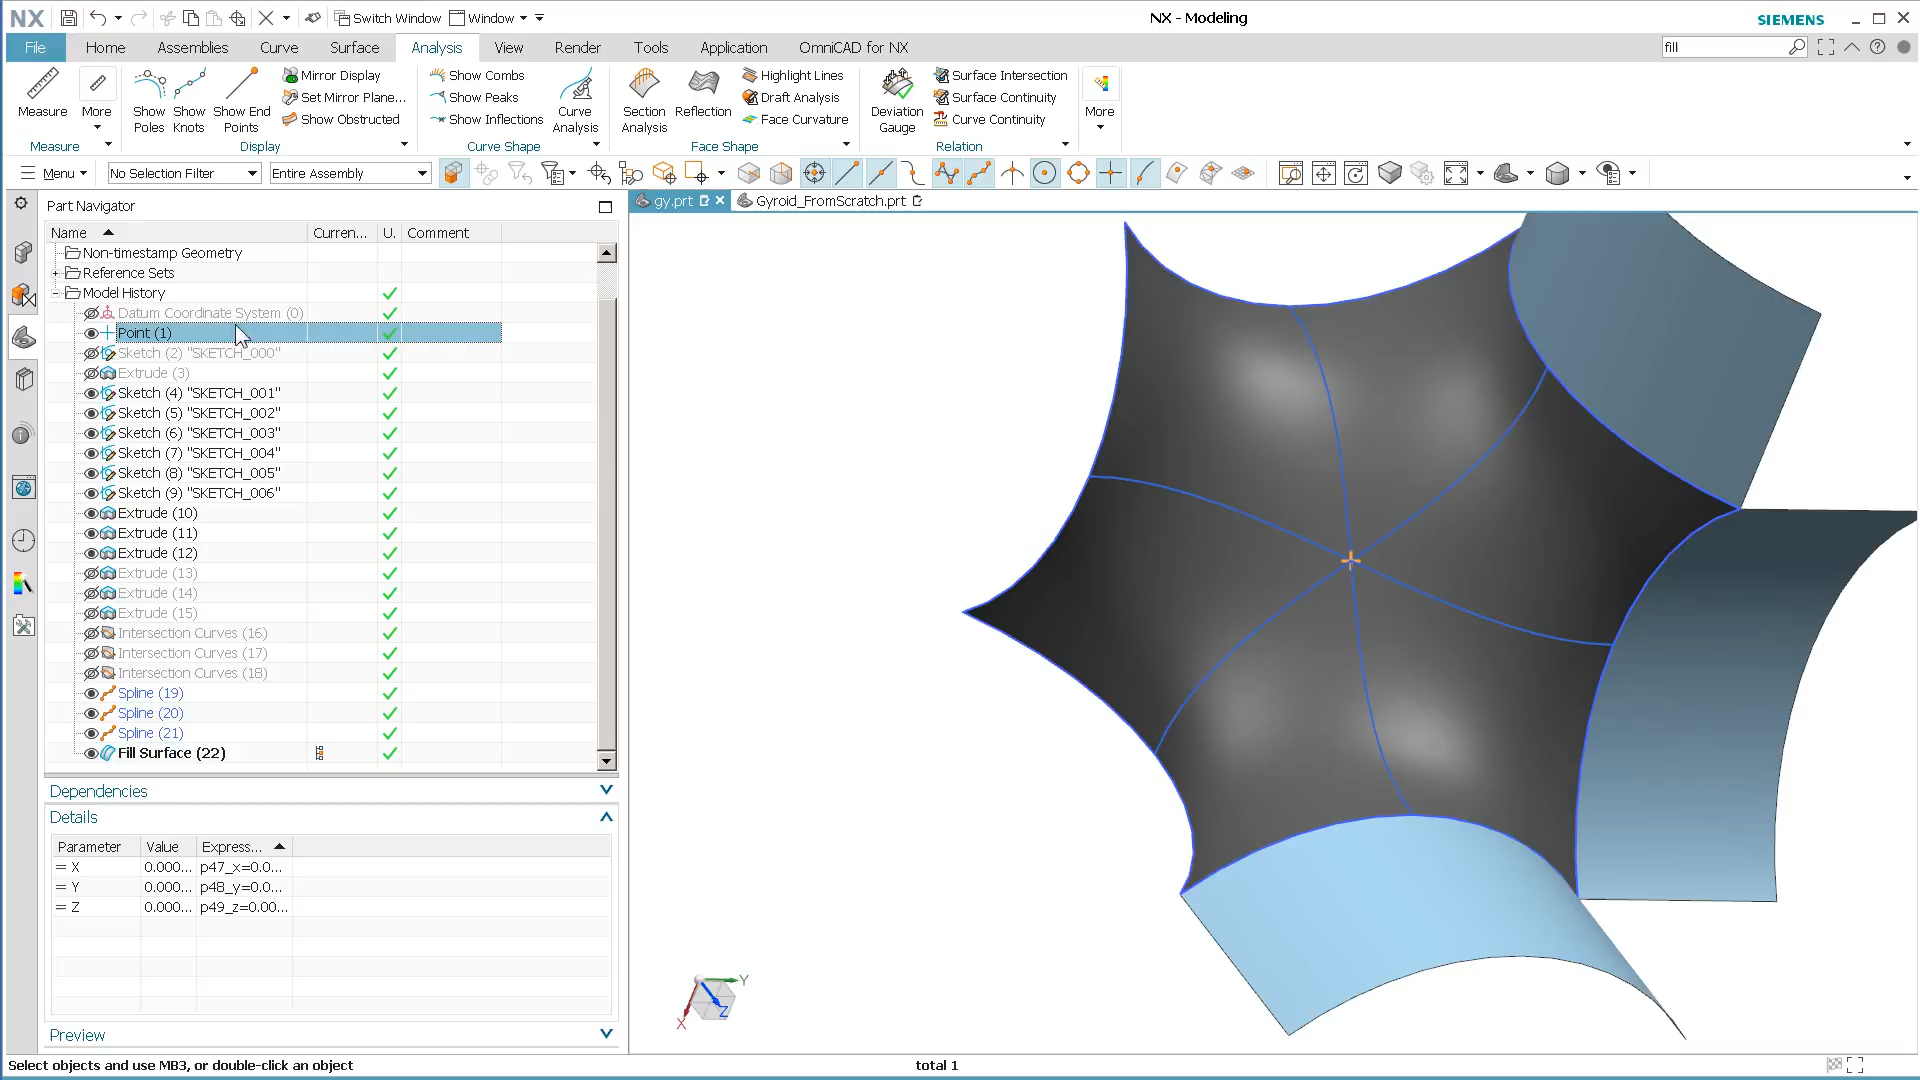 NX Switch Window Window NX - Modeling SIEMENS
File Home Assemblies Curve Surface Analysis View Render Tools Application OmniCAD for NX fill
Measure More Show Poles Show Knots Show End Points Mirror Display Set Mirror Plane... Show Obstructed Show Combs Show Peaks Show Inflections Curve Analysis Section Analysis Reflection Highlight Lines Draft Analysis Face Curvature Deviation Gauge Surface Intersection Surface Continuity Curve Continuity More
Measure Display Curve Shape Face Shape Relation
Menu No Selection Filter Entire Assembly
Part Navigator
gy.prt Gyroid_FromScratch.prt
Name Curren... U. Comment
Non-timestamp Geometry
Reference Sets
Model History
Datum Coordinate System (0)
Point (1)
Sketch (2) "SKETCH_000"
Extrude (3)
Sketch (4) "SKETCH_001"
Sketch (5) "SKETCH_002"
Sketch (6) "SKETCH_003"
Sketch (7) "SKETCH_004"
Sketch (8) "SKETCH_005"
Sketch (9) "SKETCH_006"
Extrude (10)
Extrude (11)
Extrude (12)
Extrude (13)
Extrude (14)
Extrude (15)
Intersection Curves (16)
Intersection Curves (17)
Intersection Curves (18)
Spline (19)
Spline (20)
Spline (21)
Fill Surface (22)
Dependencies
Details
Parameter Value Express...
= X 0.000... p47_x=0.0...
= Y 0.000... p48_y=0.0...
= Z 0.000... p49_z=0.00...
X Y Z
Preview
Select objects and use MB3, or double-click an object total 1